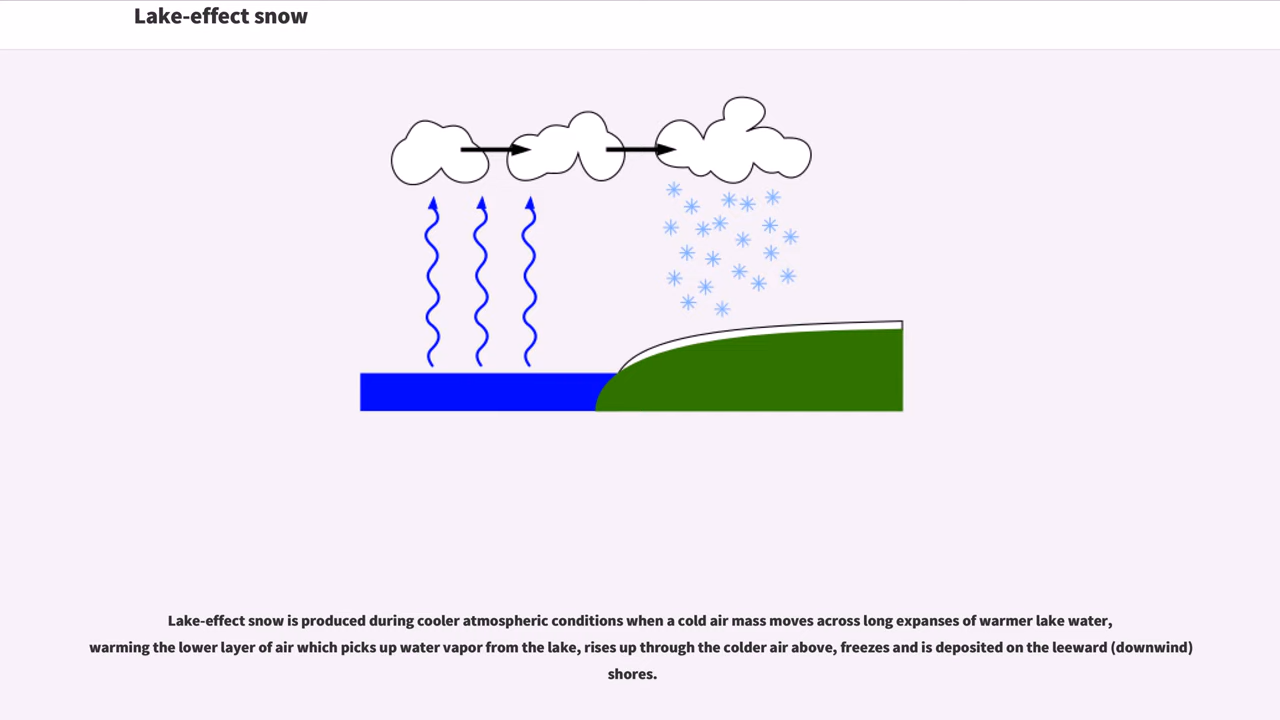 Lake-effect snow
Lake-effect snow is produced during cooler atmospheric conditions when a cold air mass moves across long expanses of warmer lake water,
warming the lower layer of air which picks up water vapor from the lake, rises up through the colder air above, freezes and is deposited on the leeward (downwind)
shores.